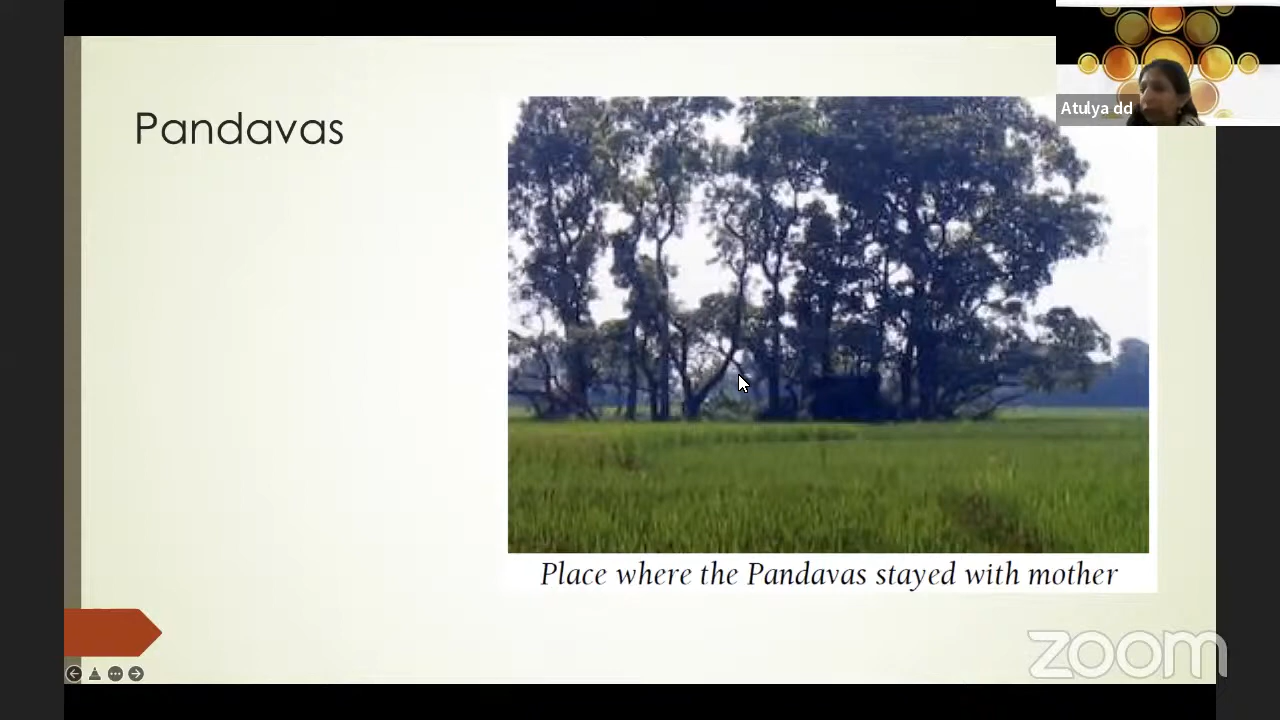 Atulya dd
Pandavas
Place where the Pandavas stayed with mother
zoom